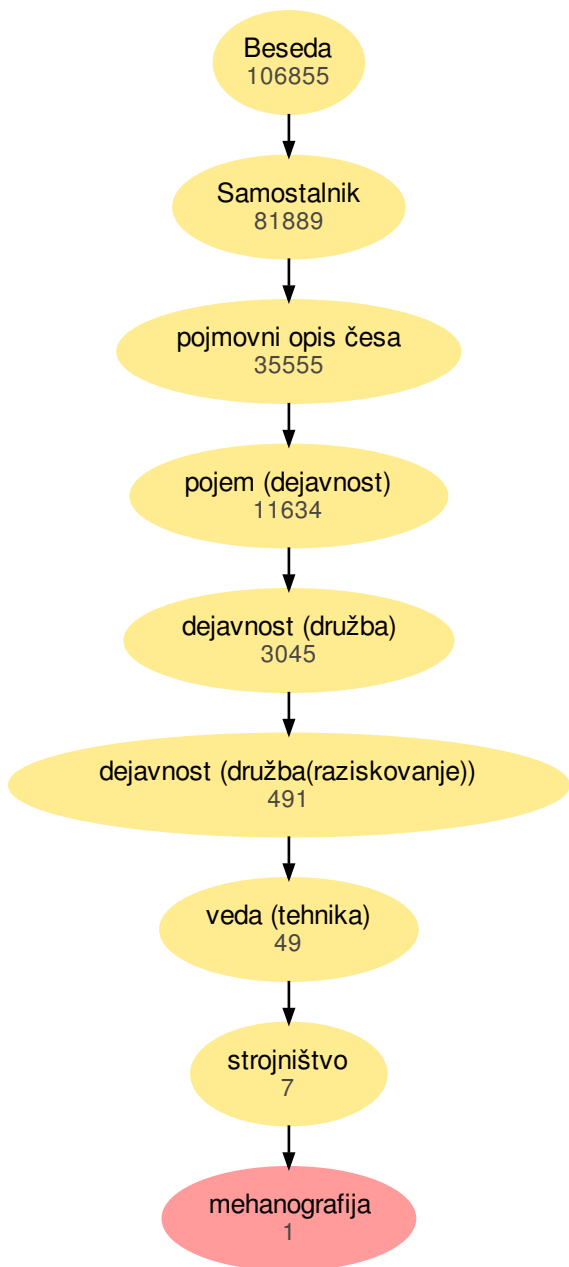 Beseda
106855
Samostalnik
81889
pojmovni opis česa
35555
pojem (dejavnost)
11634
dejavnost (družba)
3045
dejavnost (družba(raziskovanje))
491
veda (tehnika)
49
strojništvo
7
mehanografija
1